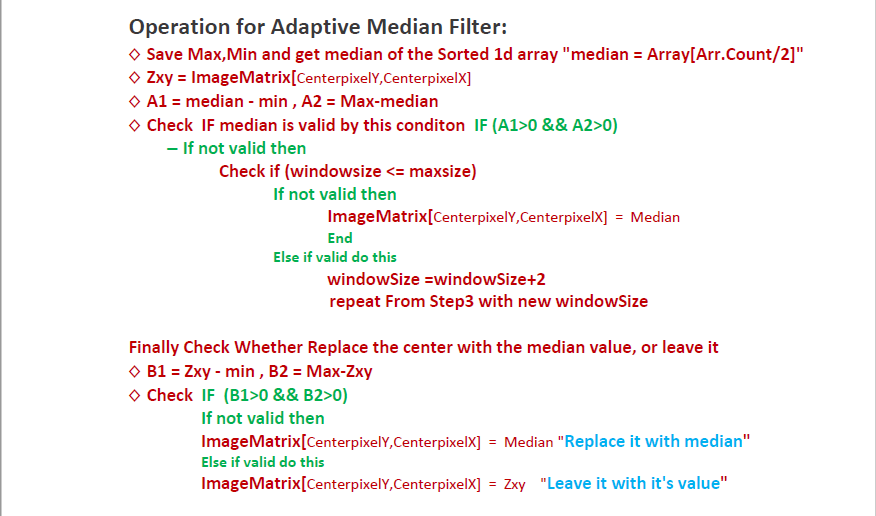 Operation for Adaptive Median Filter:
◊ Save Max,Min and get median of the Sorted 1d array "median = Array[Arr.Count/2]"
◊ Zxy = ImageMatrix[CenterpixelY,CenterpixelX]
◊ A1 = median - min , A2 = Max-median
◊ Check IF median is valid by this conditon IF (A1>0 && A2>0)
– If not valid then
Check if (windowsize <= maxsize)
If not valid then
ImageMatrix[CenterpixelY,CenterpixelX] = Median
End
Else if valid do this
windowSize =windowSize+2
repeat From Step3 with new windowSize
Finally Check Whether Replace the center with the median value, or leave it
◊ B1 = Zxy - min , B2 = Max-Zxy
◊ Check IF (B1>0 && B2>0)
If not valid then
ImageMatrix[CenterpixelY,CenterpixelX] = Median "Replace it with median"
Else if valid do this
ImageMatrix[CenterpixelY,CenterpixelX] = Zxy "Leave it with it's value"